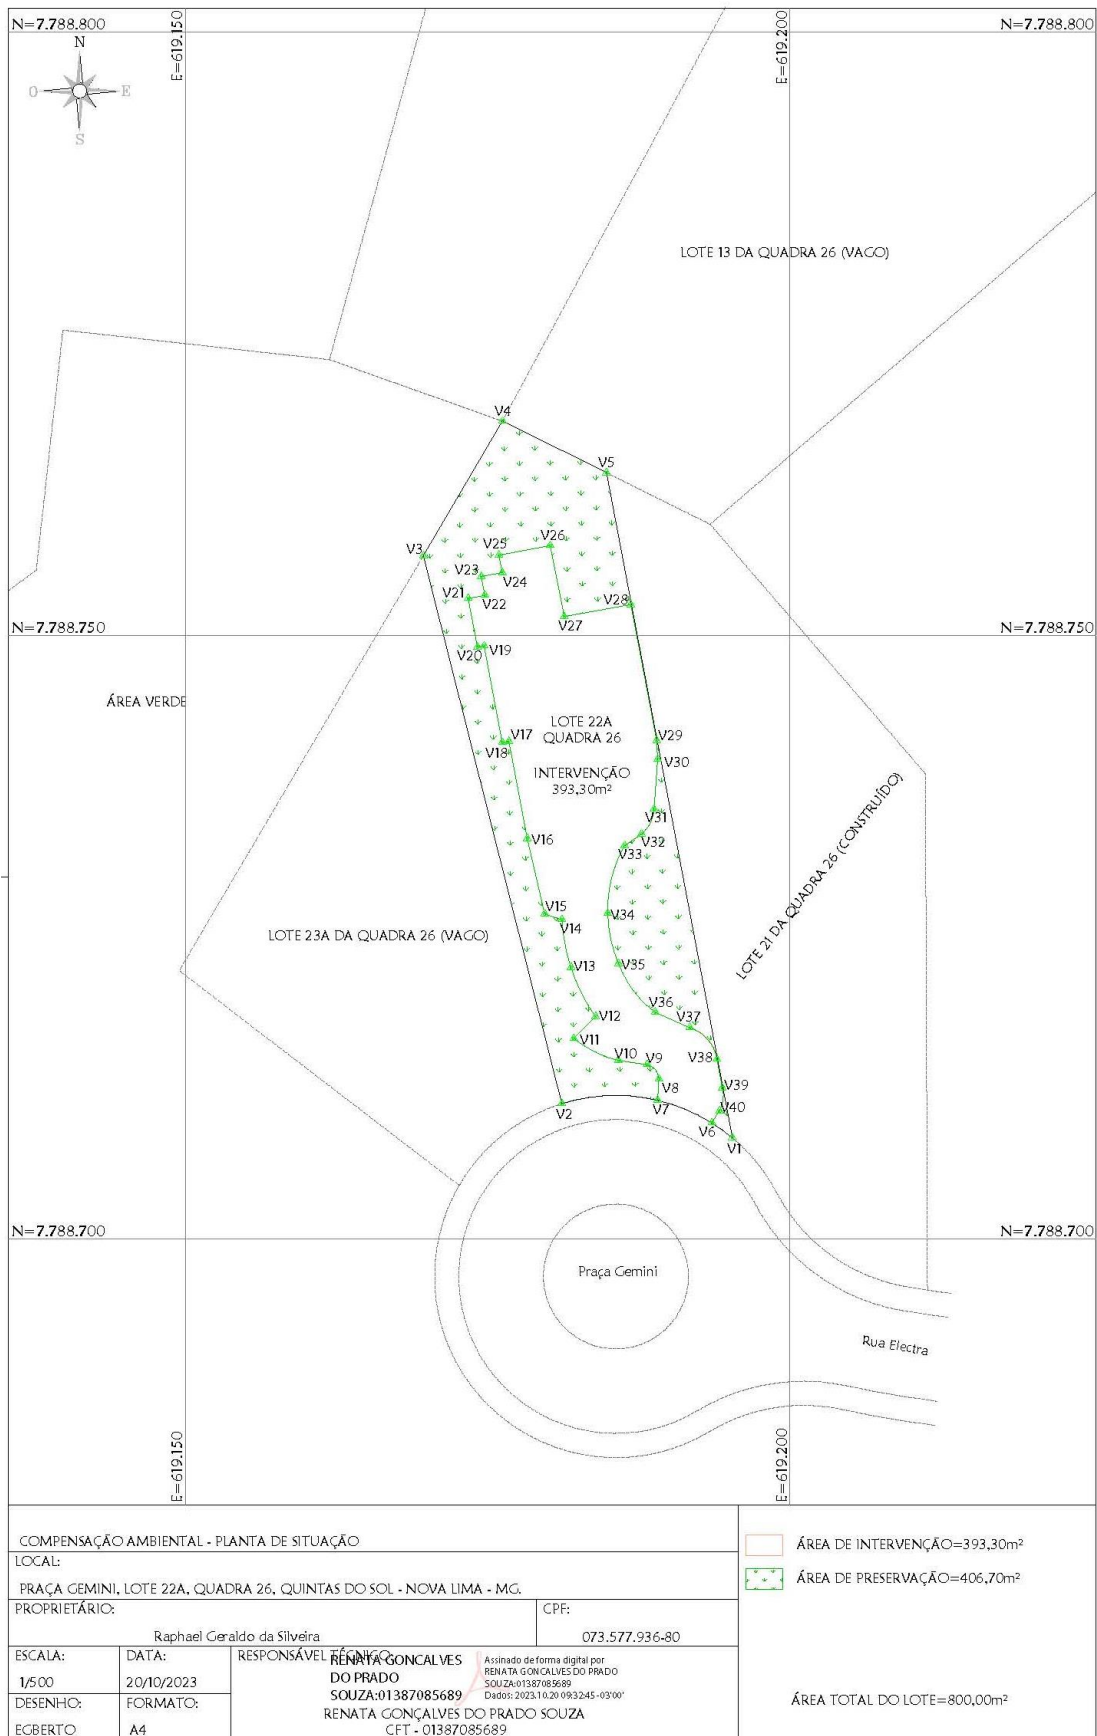 N=7.788.800
E=619.150
E=619.200
N=7.788.800
N
O
E
S
LOTE 13 DA QUADRA 26 (VAGO)
V4
V5
V3
V26
V25
V23
V24
V21
V22
V28
V27
N=7.788.750
N=7.788.750
V20
V19
ÁREA VERDE
LOTE 22A
QUADRA 26
V17
V18
V29
V30
INTERVENÇÃO
393,30m²
V31
V32
V33
V16
LOTE 21 DA QUADRA 26 (CONSTRUÍDO)
V15
V14
V34
LOTE 23A DA QUADRA 26 (VAGO)
V13
V35
V12
V36
V37
V11
V10
V9
V38
V8
V39
V7
V2
V40
V6
V1
N=7.788.700
N=7.788.700
Praça Gemini
Rua Electra
E=619.150
E=619.200
COMPENSAÇÃO AMBIENTAL - PLANTA DE SITUAÇÃO
LOCAL:
PRAÇA GEMINI, LOTE 22A, QUADRA 26, QUINTAS DO SOL - NOVA LIMA - MG.
PROPRIETÁRIO:
Raphael Geraldo da Silveira
CPF:
073.577.936-80
ESCALA:
1/500
DATA:
20/10/2023
DESENHO:
EGBERTO
FORMATO:
A4
RESPONSÁVEL TÉCNICO:
RENATA GONCALVES
DO PRADO
SOUZA:01387085689
Assinado de forma digital por
RENATA GONCALVES DO PRADO
SOUZA:01387085689
Dados: 2023.10.20 09:32:45 -03'00'
RENATA GONÇALVES DO PRADO SOUZA
CFT - 01387085689
ÁREA DE INTERVENÇÃO=393,30m²
ÁREA DE PRESERVAÇÃO=406,70m²
ÁREA TOTAL DO LOTE=800,00m²